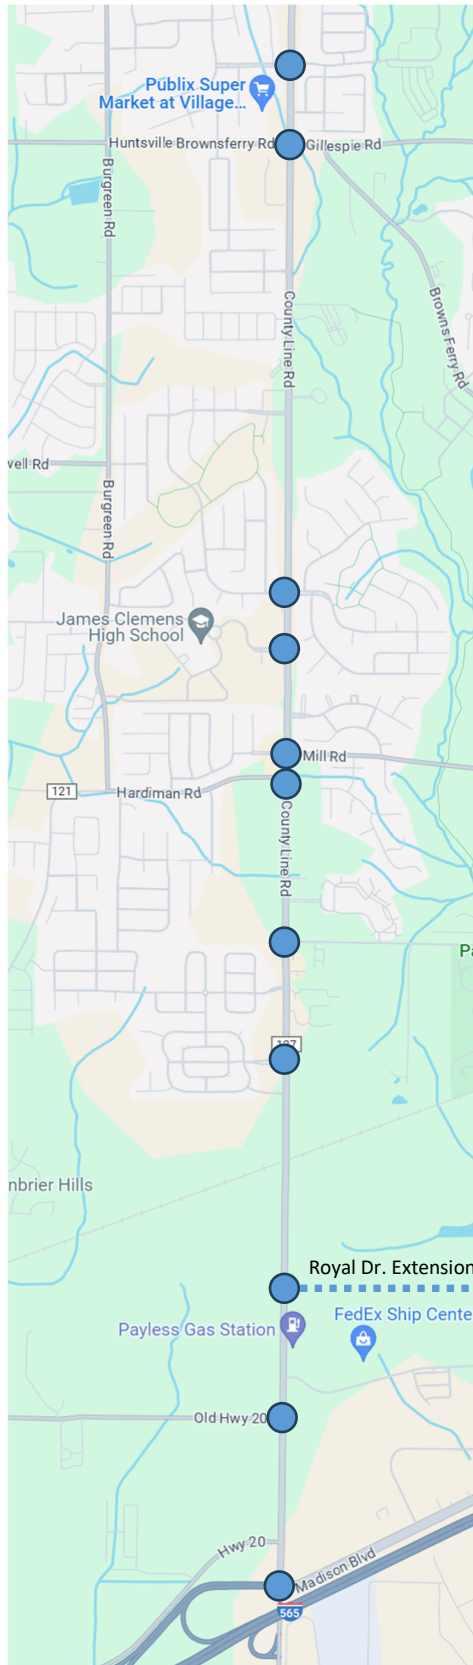 Publix Super
Market at Village...
Huntsville Brownsferry Rd
Gillespie Rd
Burgreen Rd
County Line Rd
Browns Ferry Rd
well Rd
Burgreen Rd
James Clemens
High School
Mill Rd
121
Hardiman Rd
County Line Rd
Pa
nbrier Hills
Royal Dr. Extension
Payless Gas Station
FedEx Ship Cente
Old Hwy 20
Hwy 20
Madison Blvd
565